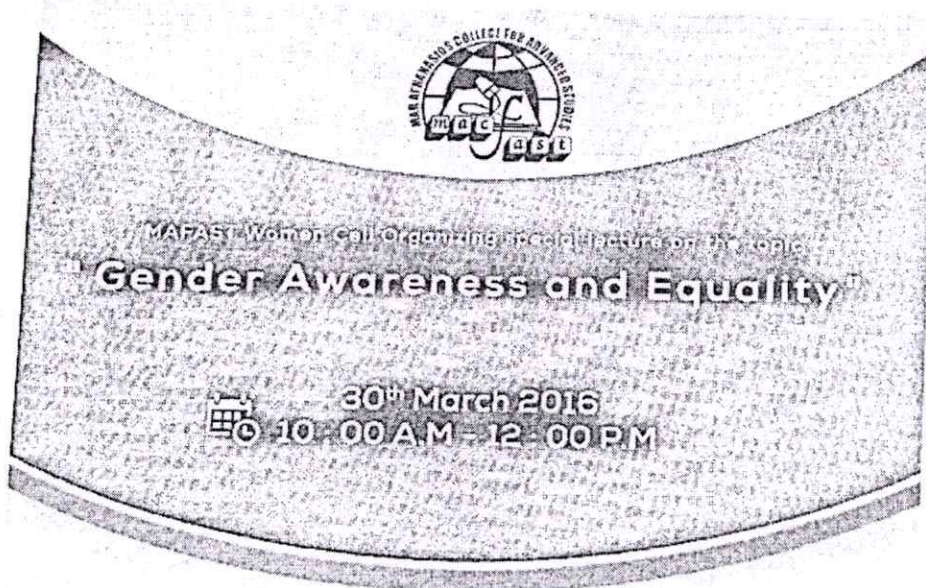 MAR ATHANASIOS COLLEGE FOR ADVANCED STUDIES
mac
ast
MAFAST Women Cell Organizing special lecture on the topic
" Gender Awareness and Equality "
30th March 2016
10 : 00 A.M - 12 : 00 P M